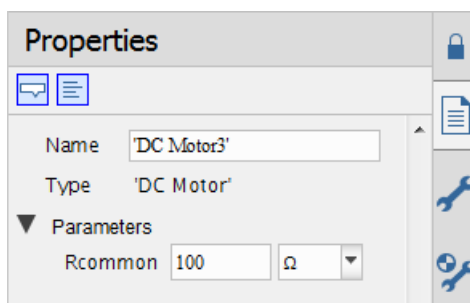 Properties
Name 'DC Motor3'
Type 'DC Motor'
Parameters
Rcommon 100 Ω